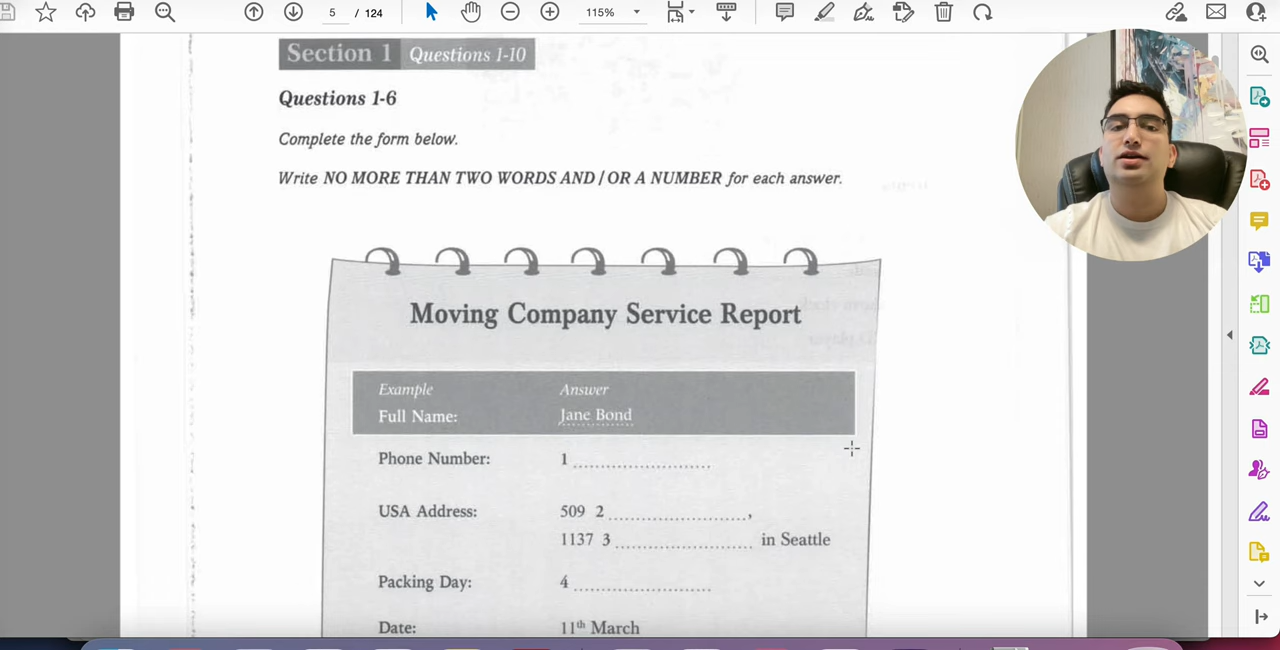 5 / 124
115%
Section 1 Questions 1-10
Questions 1-6
Complete the form below.
Write NO MORE THAN TWO WORDS AND / OR A NUMBER for each answer.
Moving Company Service Report
Example Answer
Full Name: Jane Bond
Phone Number: 1 ........................
USA Address: 509 2 ........................,
1137 3 ........................ in Seattle
Packing Day: 4 ........................
Date: 11th March